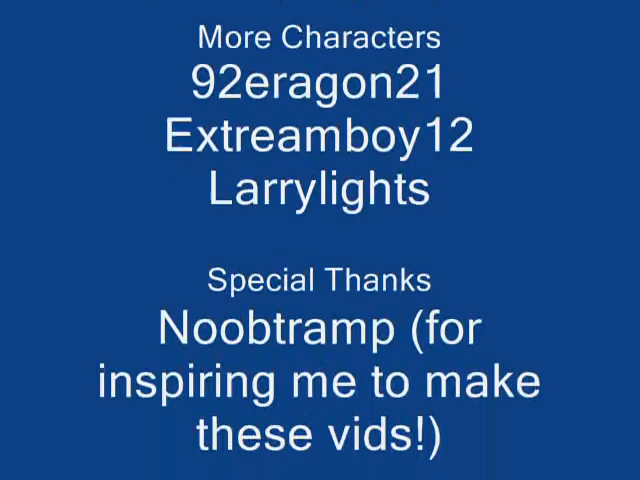 More Characters
92eragon21
Extreamboy12
Larrylights
Special Thanks
Noobtramp (for
inspiring me to make
these vids!)